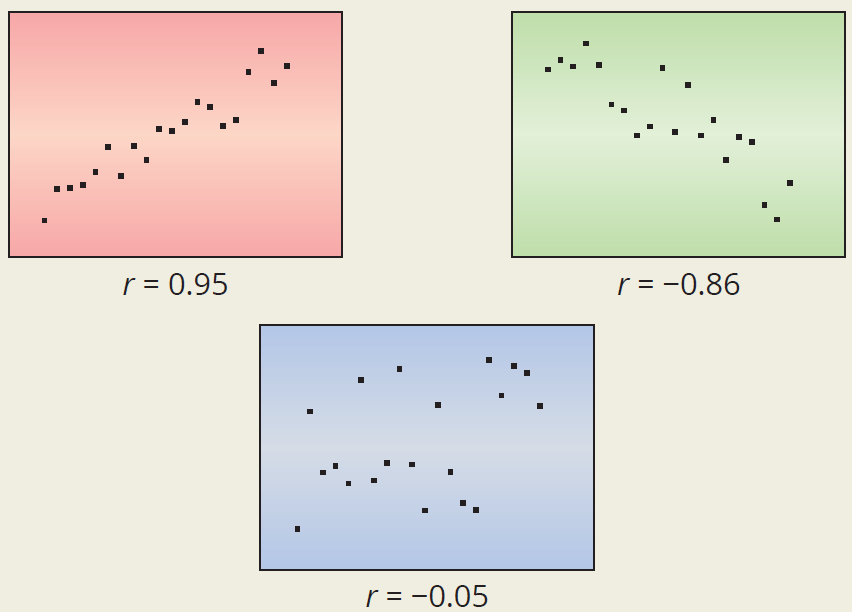 r = 0.95
r = −0.86
r = −0.05